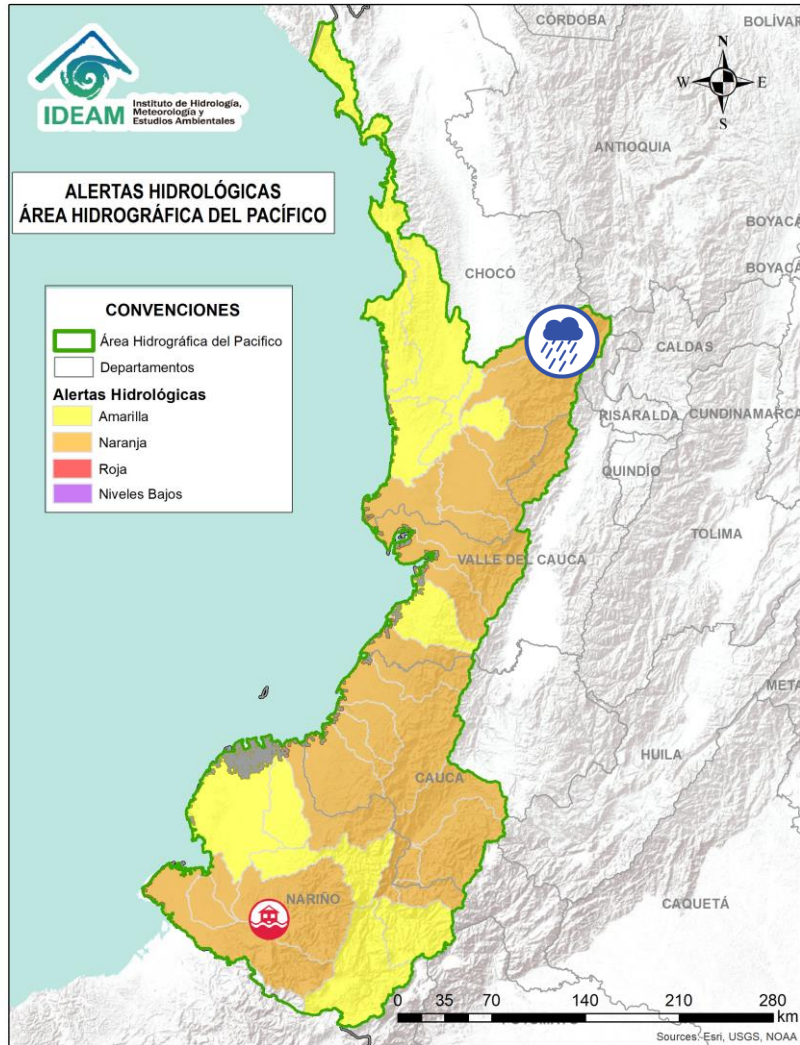 IDEAM
Instituto de Hidrología,
Meteorología y
Estudios Ambientales
CÓRDOBA
BOLÍVAR
N
W
E
S
ANTIOQUIA
ALERTAS HIDROLÓGICAS
ÁREA HIDROGRÁFICA DEL PACÍFICO
BOYACÁ
BOYACÁ
CHOCÓ
CONVENCIONES
Área Hidrográfica del Pacifico
Departamentos
Alertas Hidrológicas
Amarilla
Naranja
Roja
Niveles Bajos
CALDAS
RISARALDA
CUNDINAMARCA
QUINDÍO
TOLIMA
VALLE DEL CAUCA
META
HUILA
CAUCA
NARIÑO
CAQUETÁ
0 35 70 140 210 280
km
Sources: Esri, USGS, NOAA